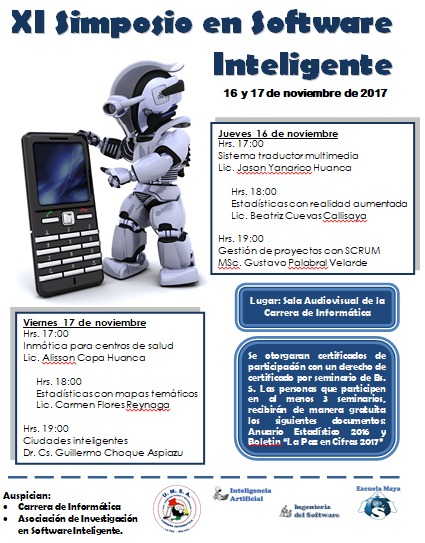 XI Simposio en Software
Inteligente
16 y 17 de noviembre de 2017
Jueves 16 de noviembre
Hrs. 17:00
Sistema traductor multimedia
Lic. Jason Yanarico Huanca
Hrs. 18:00
Estadísticas con realidad aumentada
Lic. Beatriz Cuevas Callisaya
Hrs. 19:00
Gestión de proyectos con SCRUM
MSc. Gustavo Palabral Velarde
Lugar: Sala Audiovisual de la
Carrera de Informática
Viernes 17 de noviembre
Hrs. 17:00
Inmótica para centros de salud
Lic. Alisson Copa Huanca
Hrs. 18:00
Estadísticas con mapas temáticos
Lic. Carmen Flores Reynaga
Hrs. 19:00
Ciudades inteligentes
Dr. Cs. Guillermo Choque Aspiazu
Se otorgaran certificados de
participación con un derecho de
certificado por seminario de Bs.
5. Las personas que participen
en al menos 3 seminarios,
recibirán de manera gratuita
los siguientes documentos:
Anuario Estadístico 2016 y
Boletín "La Paz en Cifras 2017"
Auspician:
• Carrera de Informática
• Asociación de Investigación
en Software Inteligente.
U.M.S.A.
Inteligencia
Artificial
Ingeniería
del Software
Escuela Maya